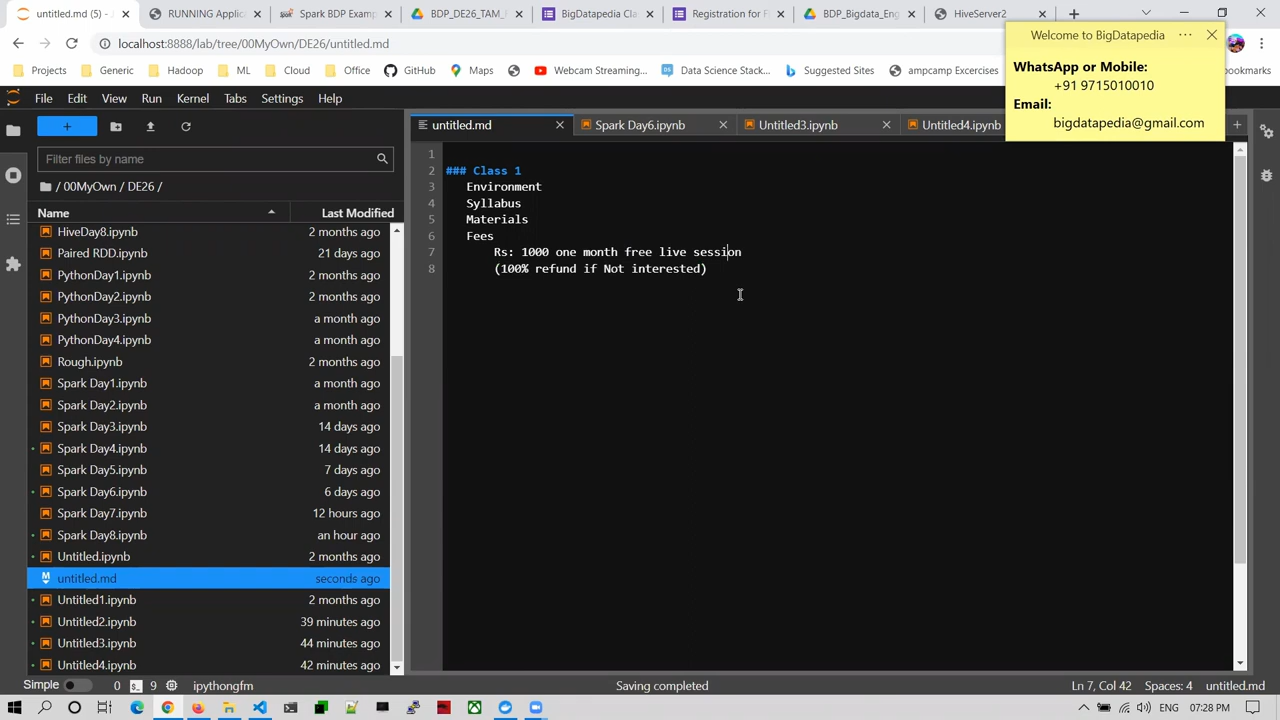 untitled.md (5) - JupyterLab
RUNNING Applic
Spark BDP Examp
BDP_DE26_TAM_
BigDatapedia Cla
Registration for F
BDP_Bigdata_Eng
HiveServer2
localhost:8888/lab/tree/00MyOwn/DE26/untitled.md
Projects
Generic
Hadoop
ML
Cloud
Office
GitHub
Maps
Webcam Streaming...
Data Science Stack...
Suggested Sites
ampcamp Excercises
bookmarks
Welcome to BigDatapedia
WhatsApp or Mobile:
+91 9715010010
Email:
bigdatapedia@gmail.com
File Edit View Run Kernel Tabs Settings Help
untitled.md
Spark Day6.ipynb
Untitled3.ipynb
Untitled4.ipynb
Filter files by name
/ 00MyOwn / DE26 /
Name Last Modified
HiveDay8.ipynb 2 months ago
Paired RDD.ipynb 21 days ago
PythonDay1.ipynb 2 months ago
PythonDay2.ipynb 2 months ago
PythonDay3.ipynb a month ago
PythonDay4.ipynb a month ago
Rough.ipynb 2 months ago
Spark Day1.ipynb a month ago
Spark Day2.ipynb a month ago
Spark Day3.ipynb 14 days ago
Spark Day4.ipynb 14 days ago
Spark Day5.ipynb 7 days ago
Spark Day6.ipynb 6 days ago
Spark Day7.ipynb 12 hours ago
Spark Day8.ipynb an hour ago
Untitled.ipynb 2 months ago
untitled.md seconds ago
Untitled1.ipynb 2 months ago
Untitled2.ipynb 39 minutes ago
Untitled3.ipynb 44 minutes ago
Untitled4.ipynb 42 minutes ago
1
2 ### Class 1
3 Environment
4 Syllabus
5 Materials
6 Fees
7 Rs: 1000 one month free live session
8 (100% refund if Not interested)
Simple 0 9 ipythongfm Saving completed Ln 7, Col 42 Spaces: 4 untitled.md
ENG 07:28 PM